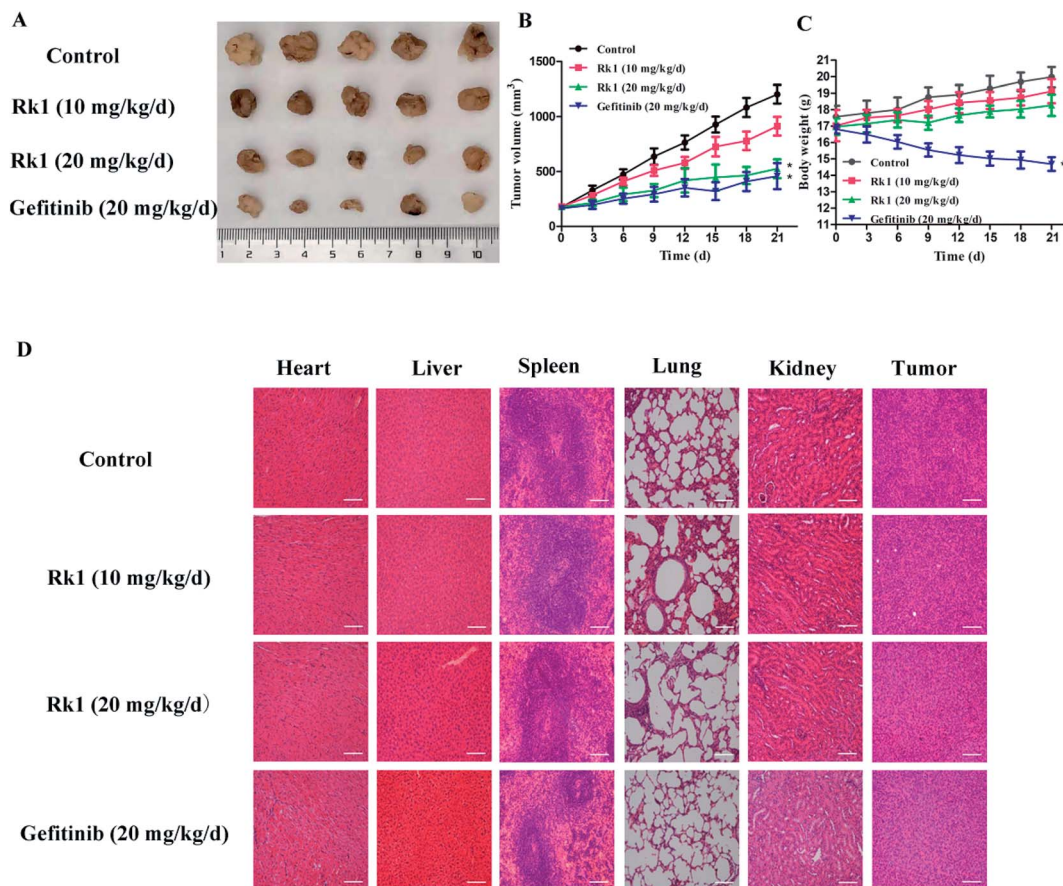 A
Control
Rk1 (10 mg/kg/d)
Rk1 (20 mg/kg/d)
Gefitinib (20 mg/kg/d)
1 2 3 4 5 6 7 8 9 10
B
Control
Rk1 (10 mg/kg/d)
Rk1 (20 mg/kg/d)
Gefitinib (20 mg/kg/d)
Tumor volume (mm³)
1500
1000
500
0
*
*
0 3 6 9 12 15 18 21
Time (d)
C
Body weight (g)
21
20
19
18
17
16
15
14
13
12
11
Control
Rk1 (10 mg/kg/d)
Rk1 (20 mg/kg/d)
Gefitinib (20 mg/kg/d)
*
0 3 6 9 12 15 18 21
Time (d)
D
Heart Liver Spleen Lung Kidney Tumor
Control
Rk1 (10 mg/kg/d)
Rk1 (20 mg/kg/d）
Gefitinib (20 mg/kg/d)